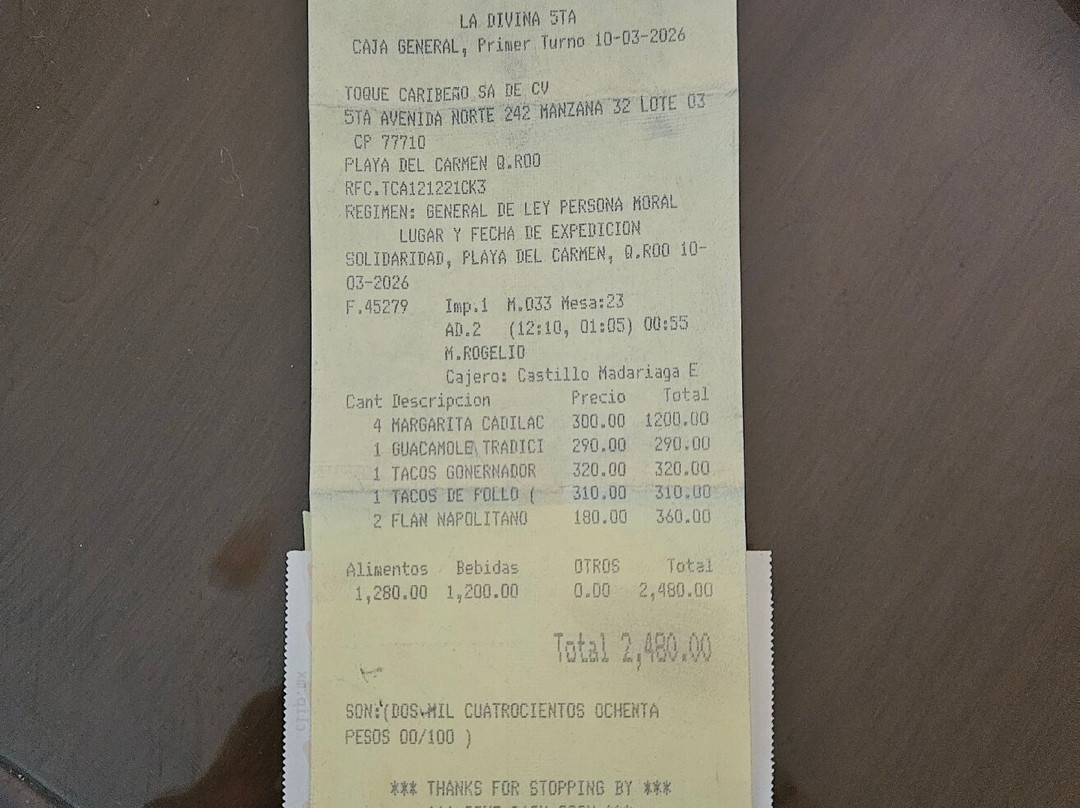 LA DIVINA 5TA
CAJA GENERAL, Primer Turno 10-03-2026
TOQUE CARIBEÑO SA DE CV
5TA AVENIDA NORTE 242 MANZANA 32 LOTE 03
CP 77710
PLAYA DEL CARMEN Q.ROO
RFC.TCA121221CK3
REGIMEN: GENERAL DE LEY PERSONA MORAL
LUGAR Y FECHA DE EXPEDICION
SOLIDARIDAD, PLAYA DEL CARMEN, Q.ROO 10-
03-2026
F.45279 Imp.1 M.033 Mesa:23
AD.2 (12:10, 01:05) 00:55
M.ROGELIO
Cajero: Castillo Madariaga E
Cant Descripcion Precio Total
4 MARGARITA CADILAC 300.00 1200.00
1 GUACAMOLE TRADICI 290.00 290.00
1 TACOS GONERNADOR 320.00 320.00
1 TACOS DE POLLO ( 310.00 310.00
2 FLAN NAPOLITANO 180.00 360.00
Alimentos Bebidas OTROS Total
1,280.00 1,200.00 0.00 2,480.00
Total 2,480.00
SON:(DOS MIL CUATROCIENTOS OCHENTA
PESOS 00/100 )
*** THANKS FOR STOPPING BY ***
clip.mx